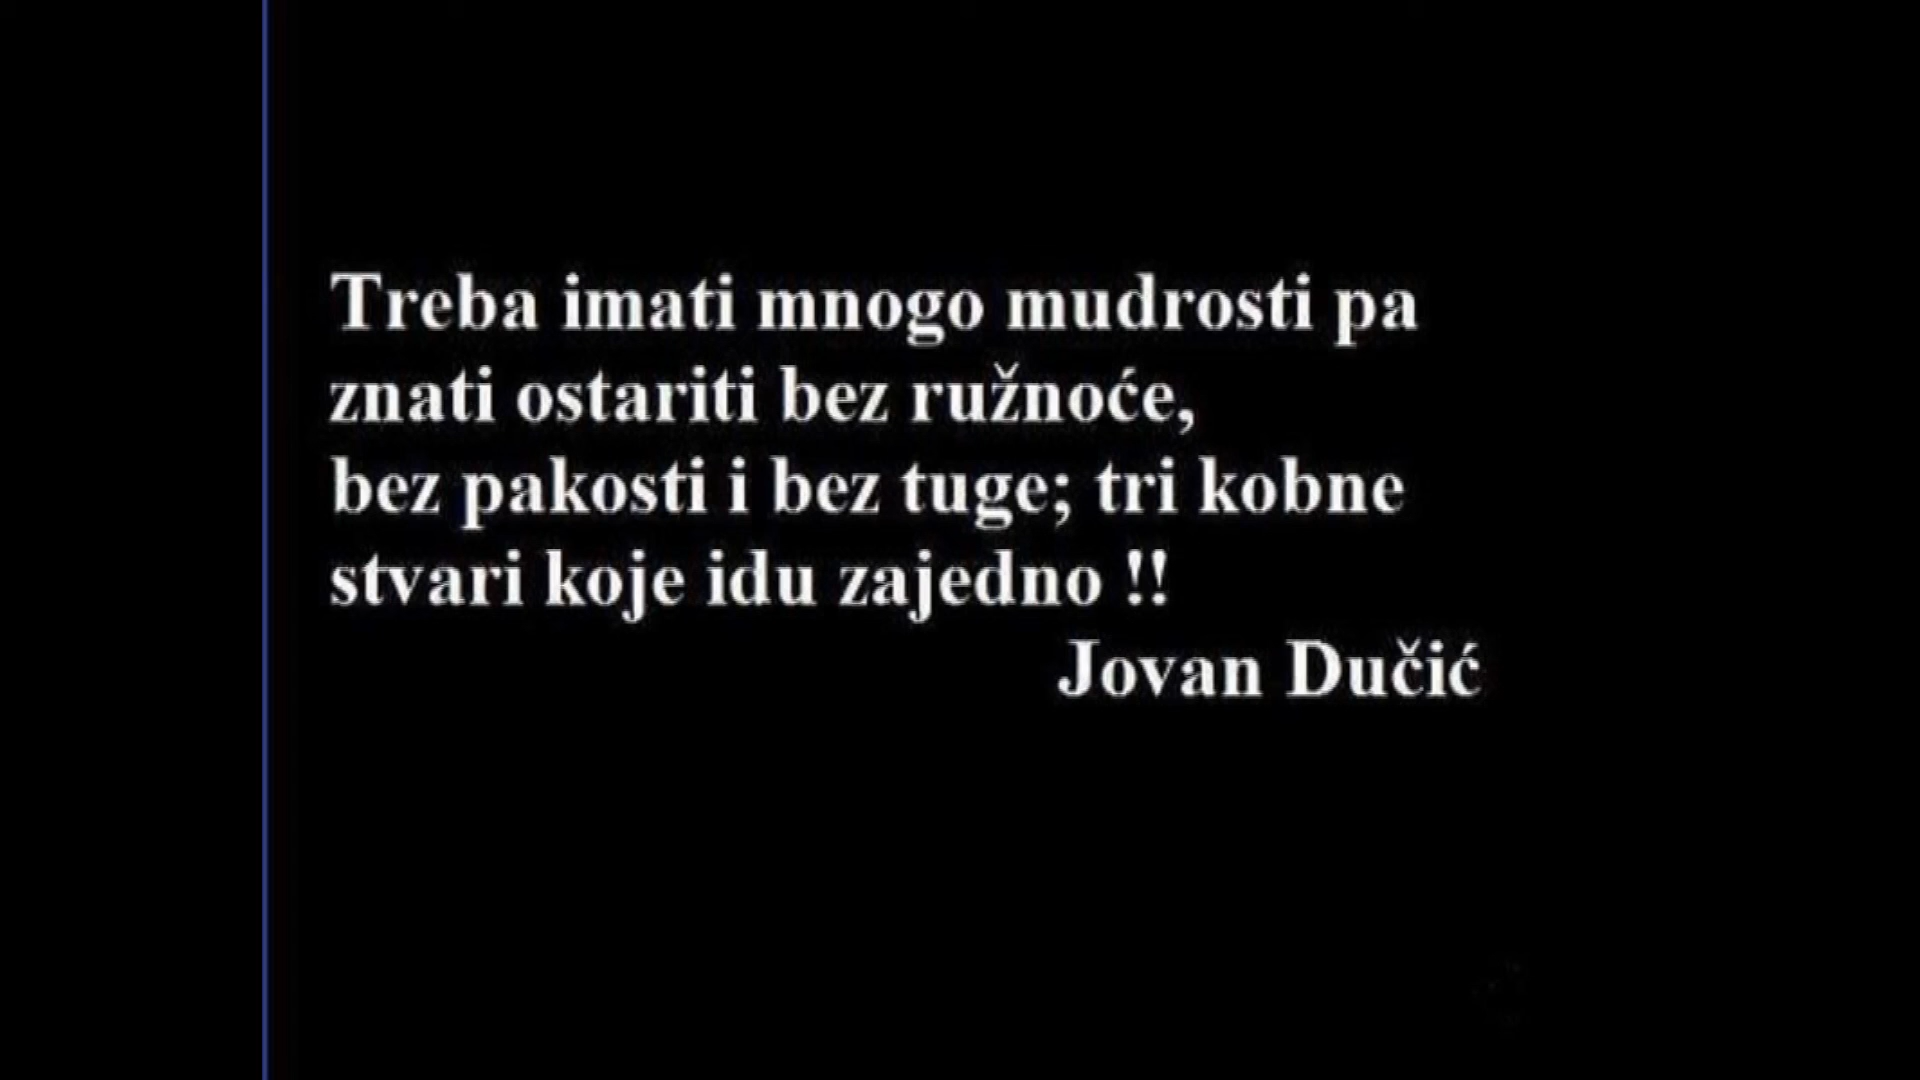 Treba imati mnogo mudrosti pa
znati ostariti bez ružnoće,
bez pakosti i bez tuge; tri kobne
stvari koje idu zajedno !!
Jovan Dučić